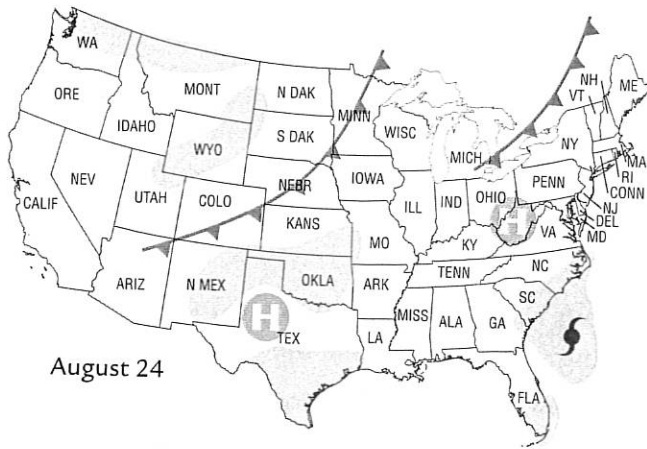 WA
ORE
MONT
IDAHO
N DAK
MINN
S DAK
WYO
WISC
MICH
NH
VT
ME
NY
MA
RI
CONN
NEV
UTAH
COLO
NEBR
IOWA
ILL
IND
OHIO
PENN
NJ
DEL
MD
CALIF
KANS
MO
KY
H
VA
ARIZ
N MEX
OKLA
ARK
TENN
NC
SC
H
TEX
LA
MISS
ALA
GA
FLA
August 24